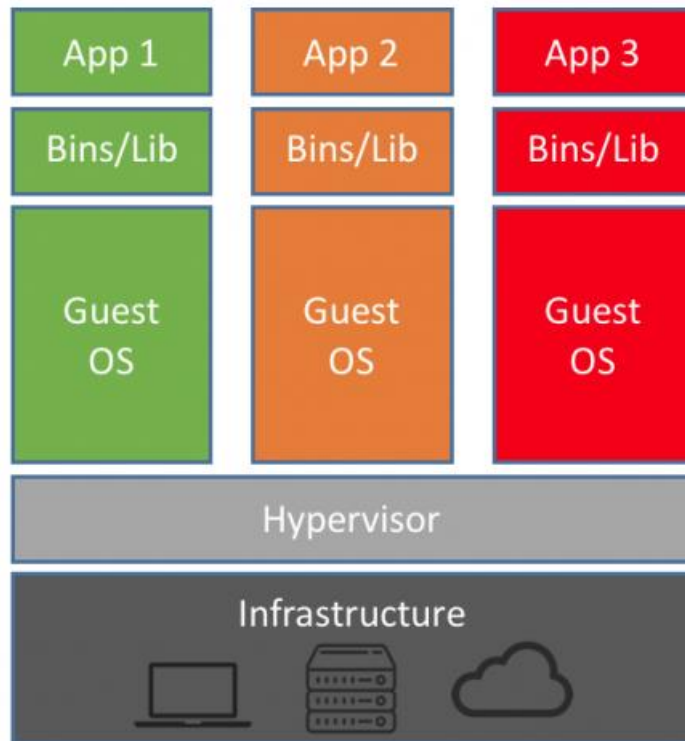 App 1
App 2
App 3
Bins/Lib
Bins/Lib
Bins/Lib
Guest
OS
Guest
OS
Guest
OS
Hypervisor
Infrastructure